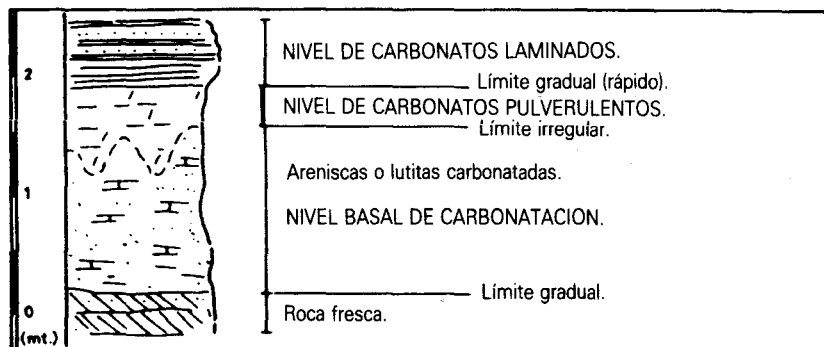 NIVEL DE CARBONATOS LAMINADOS.
2
Límite gradual (rápido).
NIVEL DE CARBONATOS PULVERULENTOS.
Límite irregular.
Areniscas o lutitas carbonatadas.
1
NIVEL BASAL DE CARBONATACION.
Límite gradual.
0
Roca fresca.
(mt.)